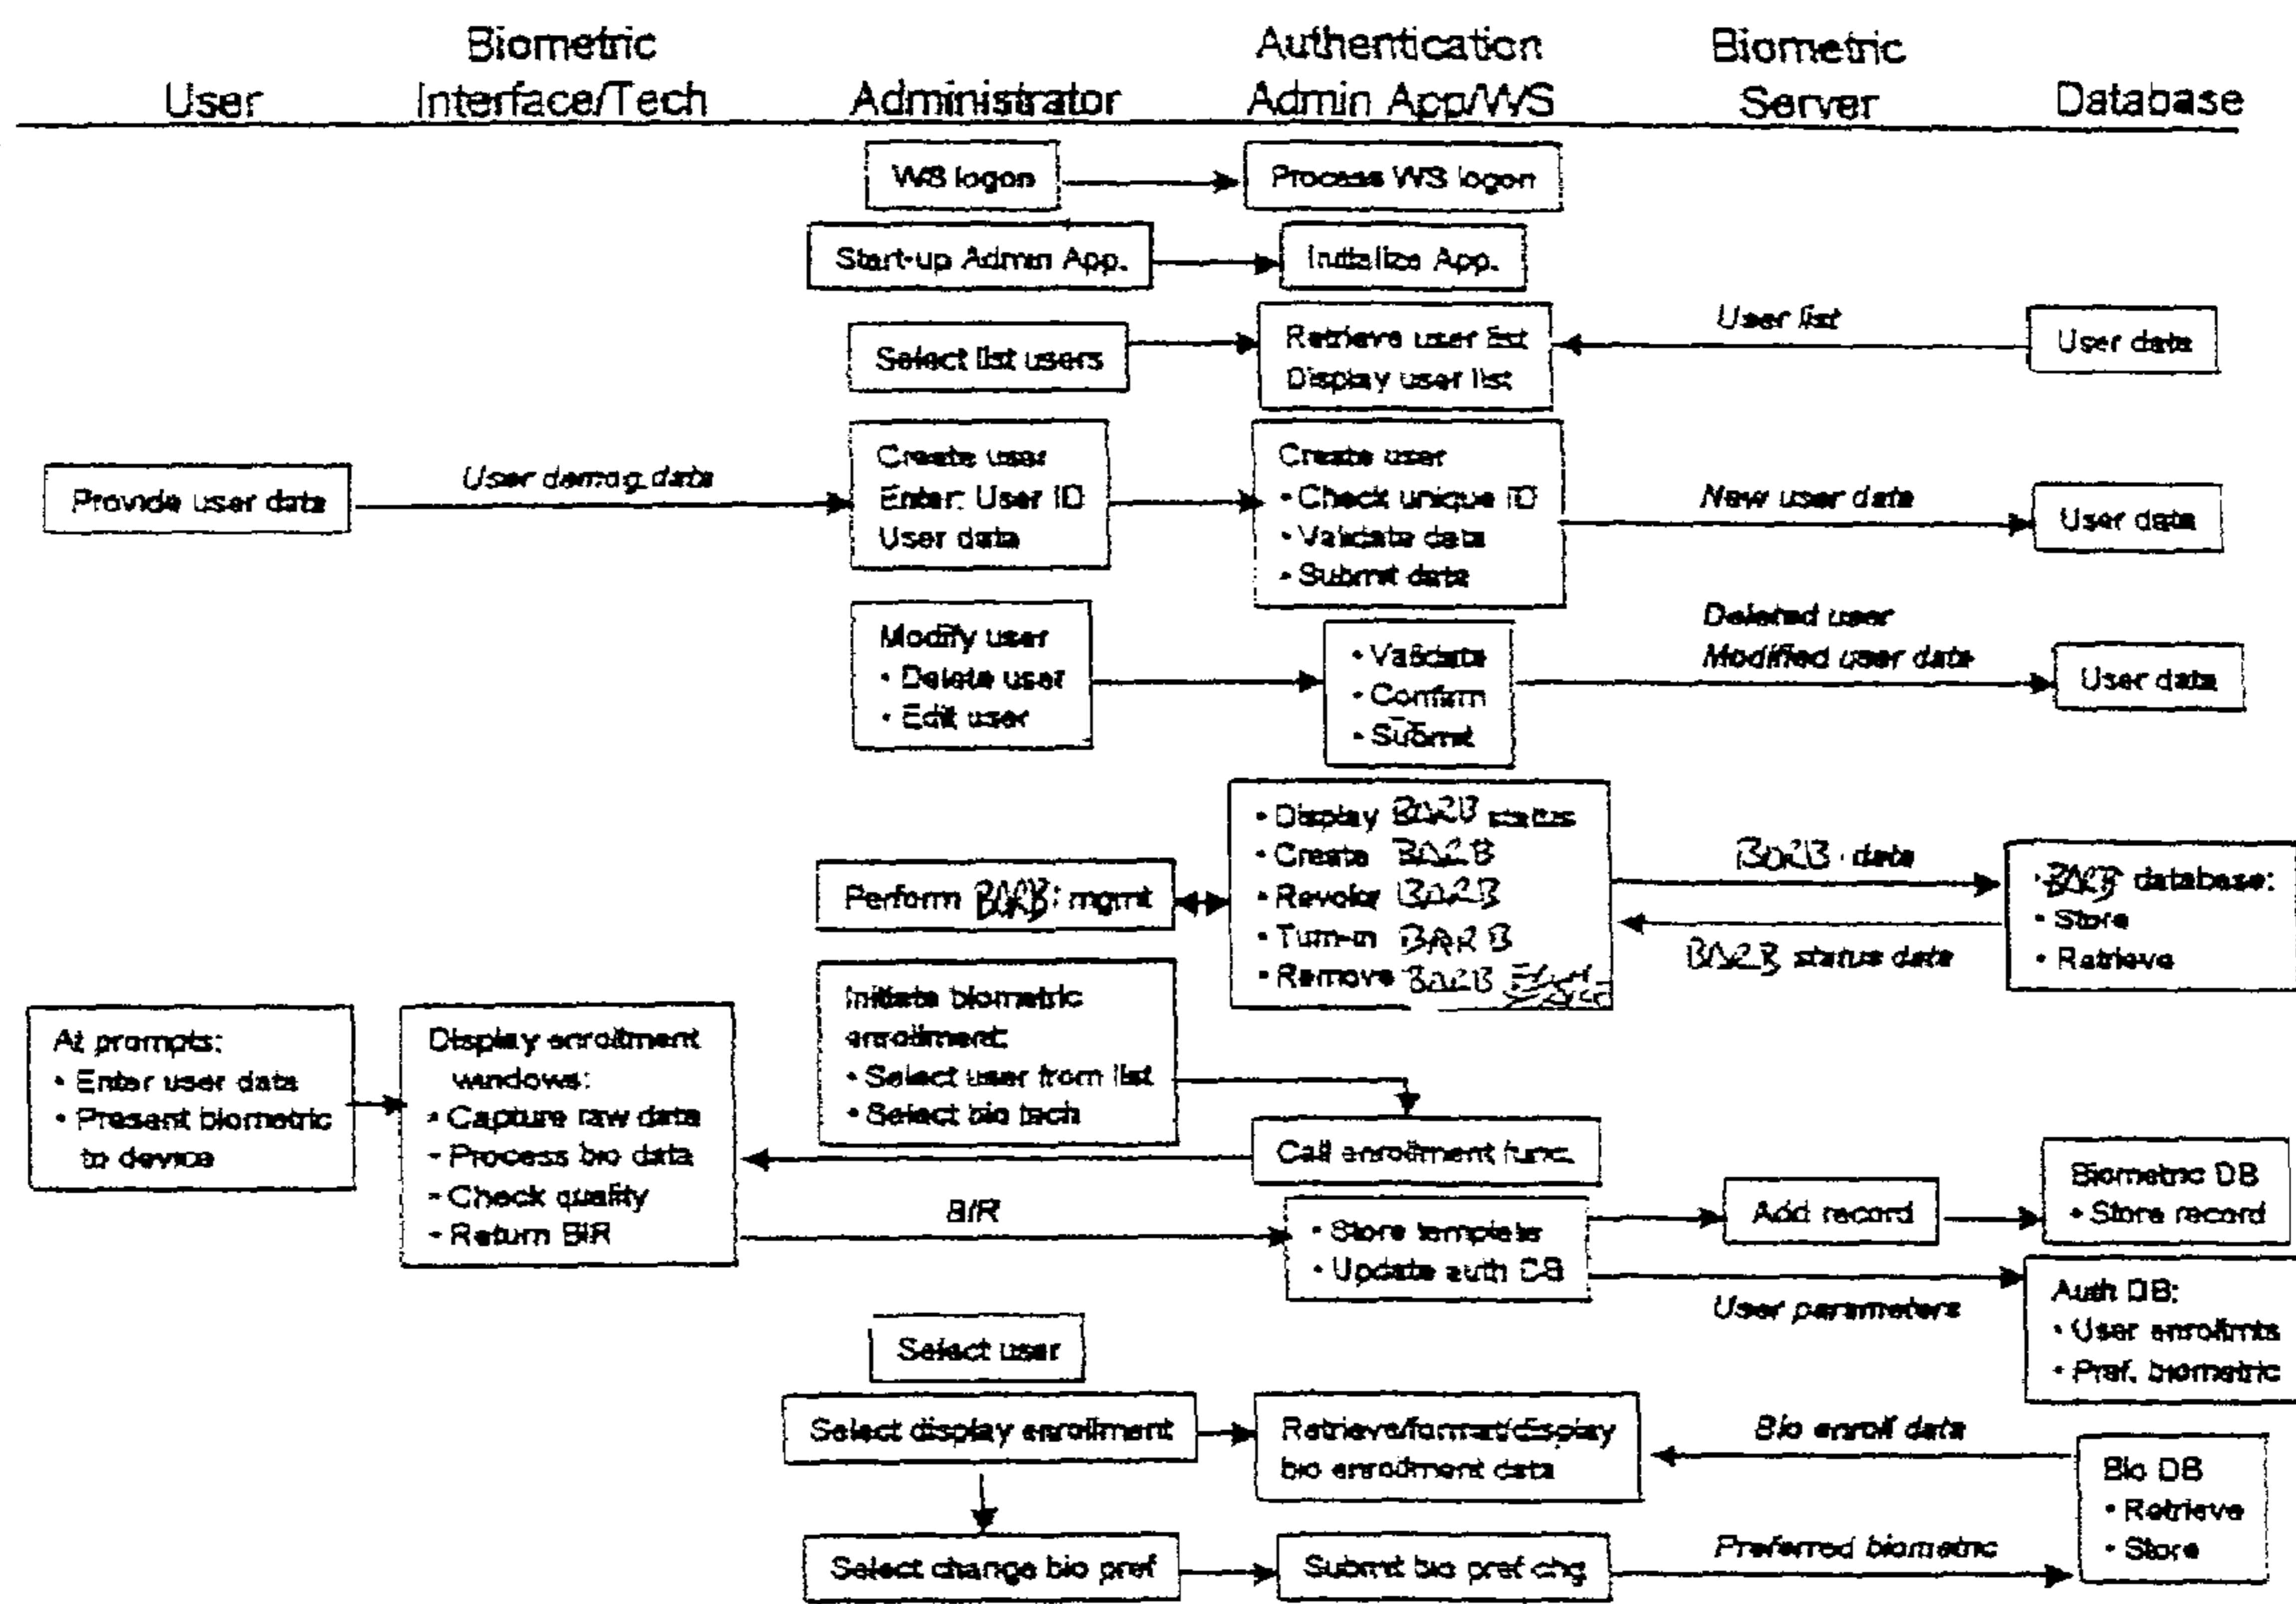 User
Biometric
Interface/Tech
Administrator
Authentication
Admin App/WS
Biometric
Server
Database
WS logon
Process WS logon
Start-up Admin App.
Initialize App.
Select list users
Retrieve user list
Display user list
User list
User data
Provide user data
User demog data
Create user
Enter: User ID
User data
Create user
• Check unique ID
• Validate data
• Submit data
New user data
User data
Modify user
• Delete user
• Edit user
• Validate
• Confirm
• Submit
Deleted user
Modified user data
User data
Perform BARB mgmt
• Display BARB status
• Create BARB
• Revoke BARB
• Turn-in BARB
• Remove BARB
BARB data
BARB status data
BARB database:
• Store
• Retrieve
At prompts:
• Enter user data
• Present biometric
to device
Display enrollment
windows:
• Capture raw data
• Process bio data
• Check quality
• Return BIR
Initiate biometric
enrollment:
• Select user from list
• Select bio tech
Call enrollment func.
BIR
• Store template
• Update auth DB
Add record
Biometric DB
• Store record
User parameters
Auth DB:
• User enrollmts
• Pref. biometric
Select user
Select display enrollment
Retrieve/format/display
bio enrollment data
Bio enroll data
Bio DB
• Retrieve
• Store
Select change bio pref
Submit bio pref chg
Preferred biometric